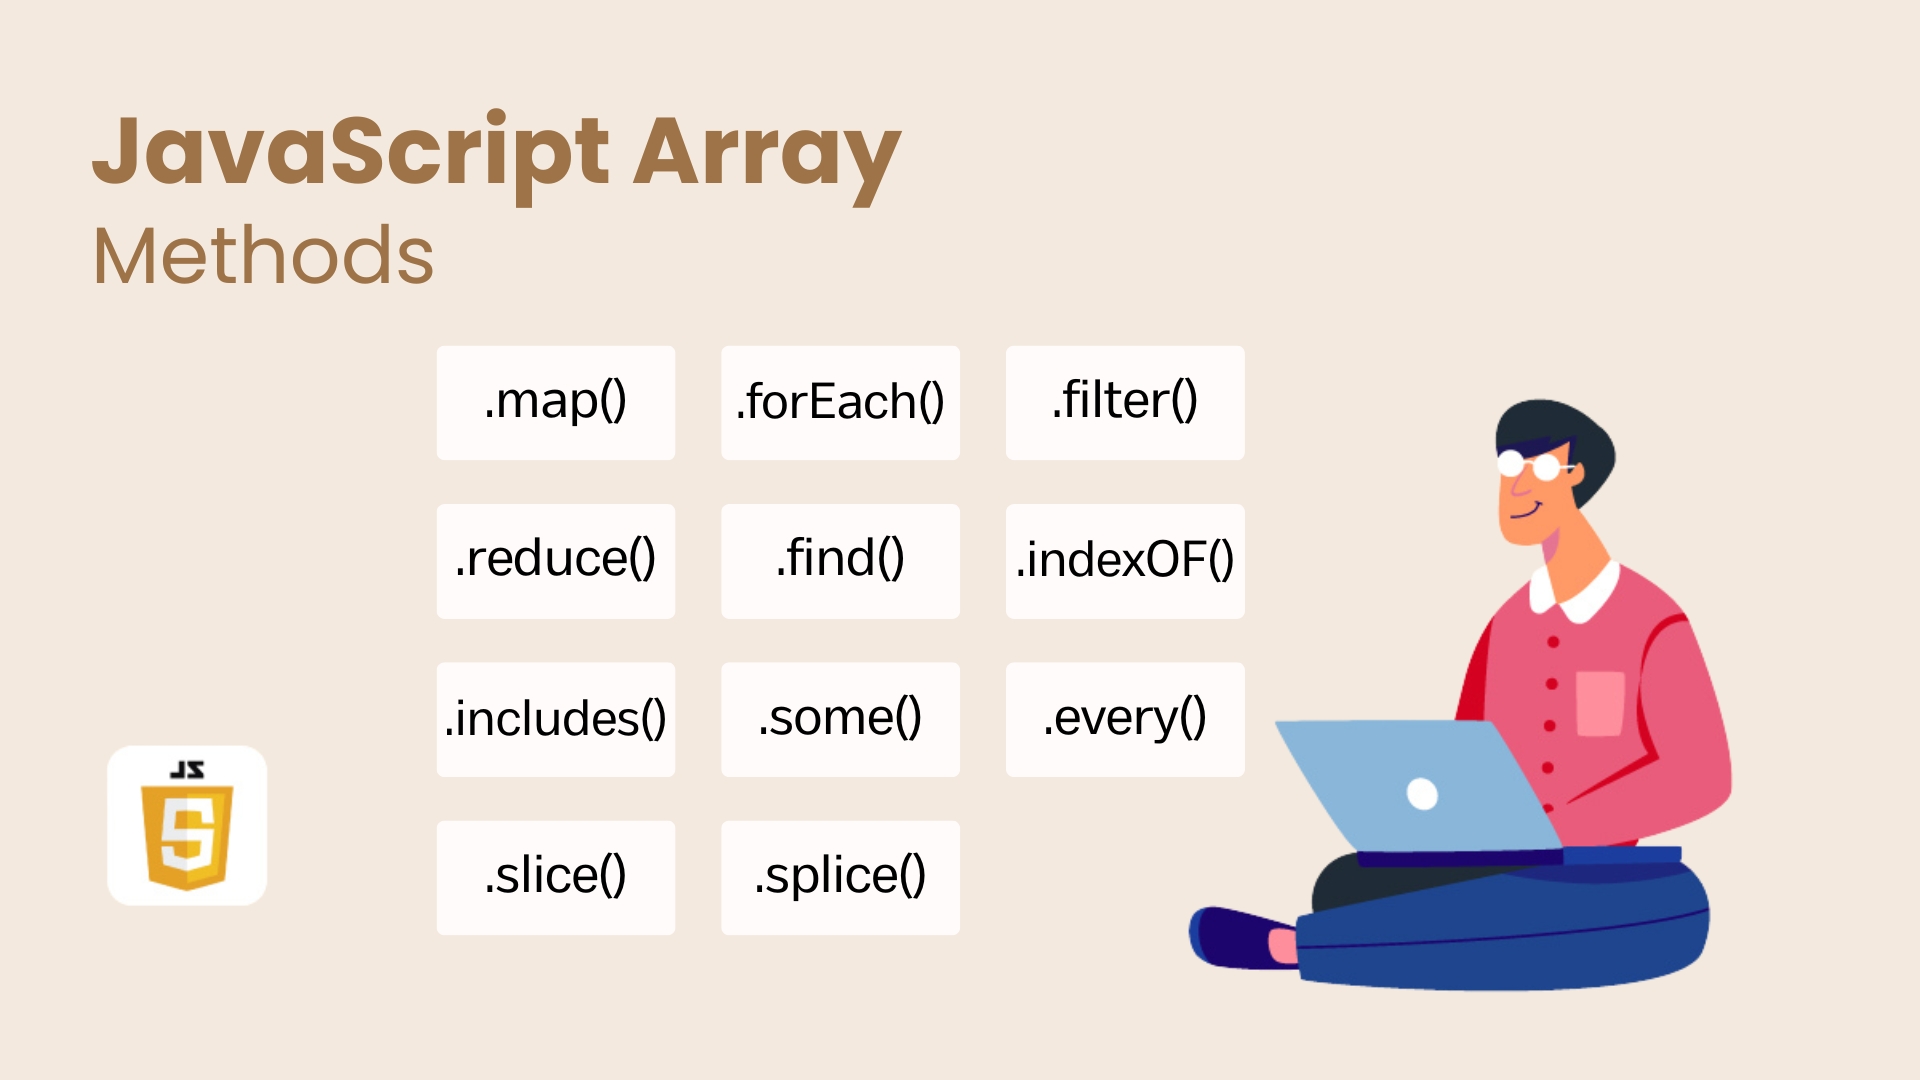 JavaScript Array
Methods
.map()
.forEach()
.filter()
.reduce()
.find()
.indexOF()
.includes()
.some()
.every()
.slice()
.splice()
JS
5